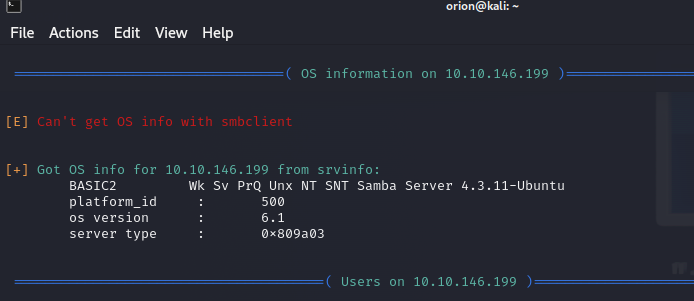 orion@kali: ~
File Actions Edit View Help
( OS information on 10.10.146.199 )
[E] Can't get OS info with smbclient
[+] Got OS info for 10.10.146.199 from srvinfo:
BASIC2 Wk Sv PrQ Unx NT SNT Samba Server 4.3.11-Ubuntu
platform_id : 500
os version : 6.1
server type : 0x809a03
( Users on 10.10.146.199 )